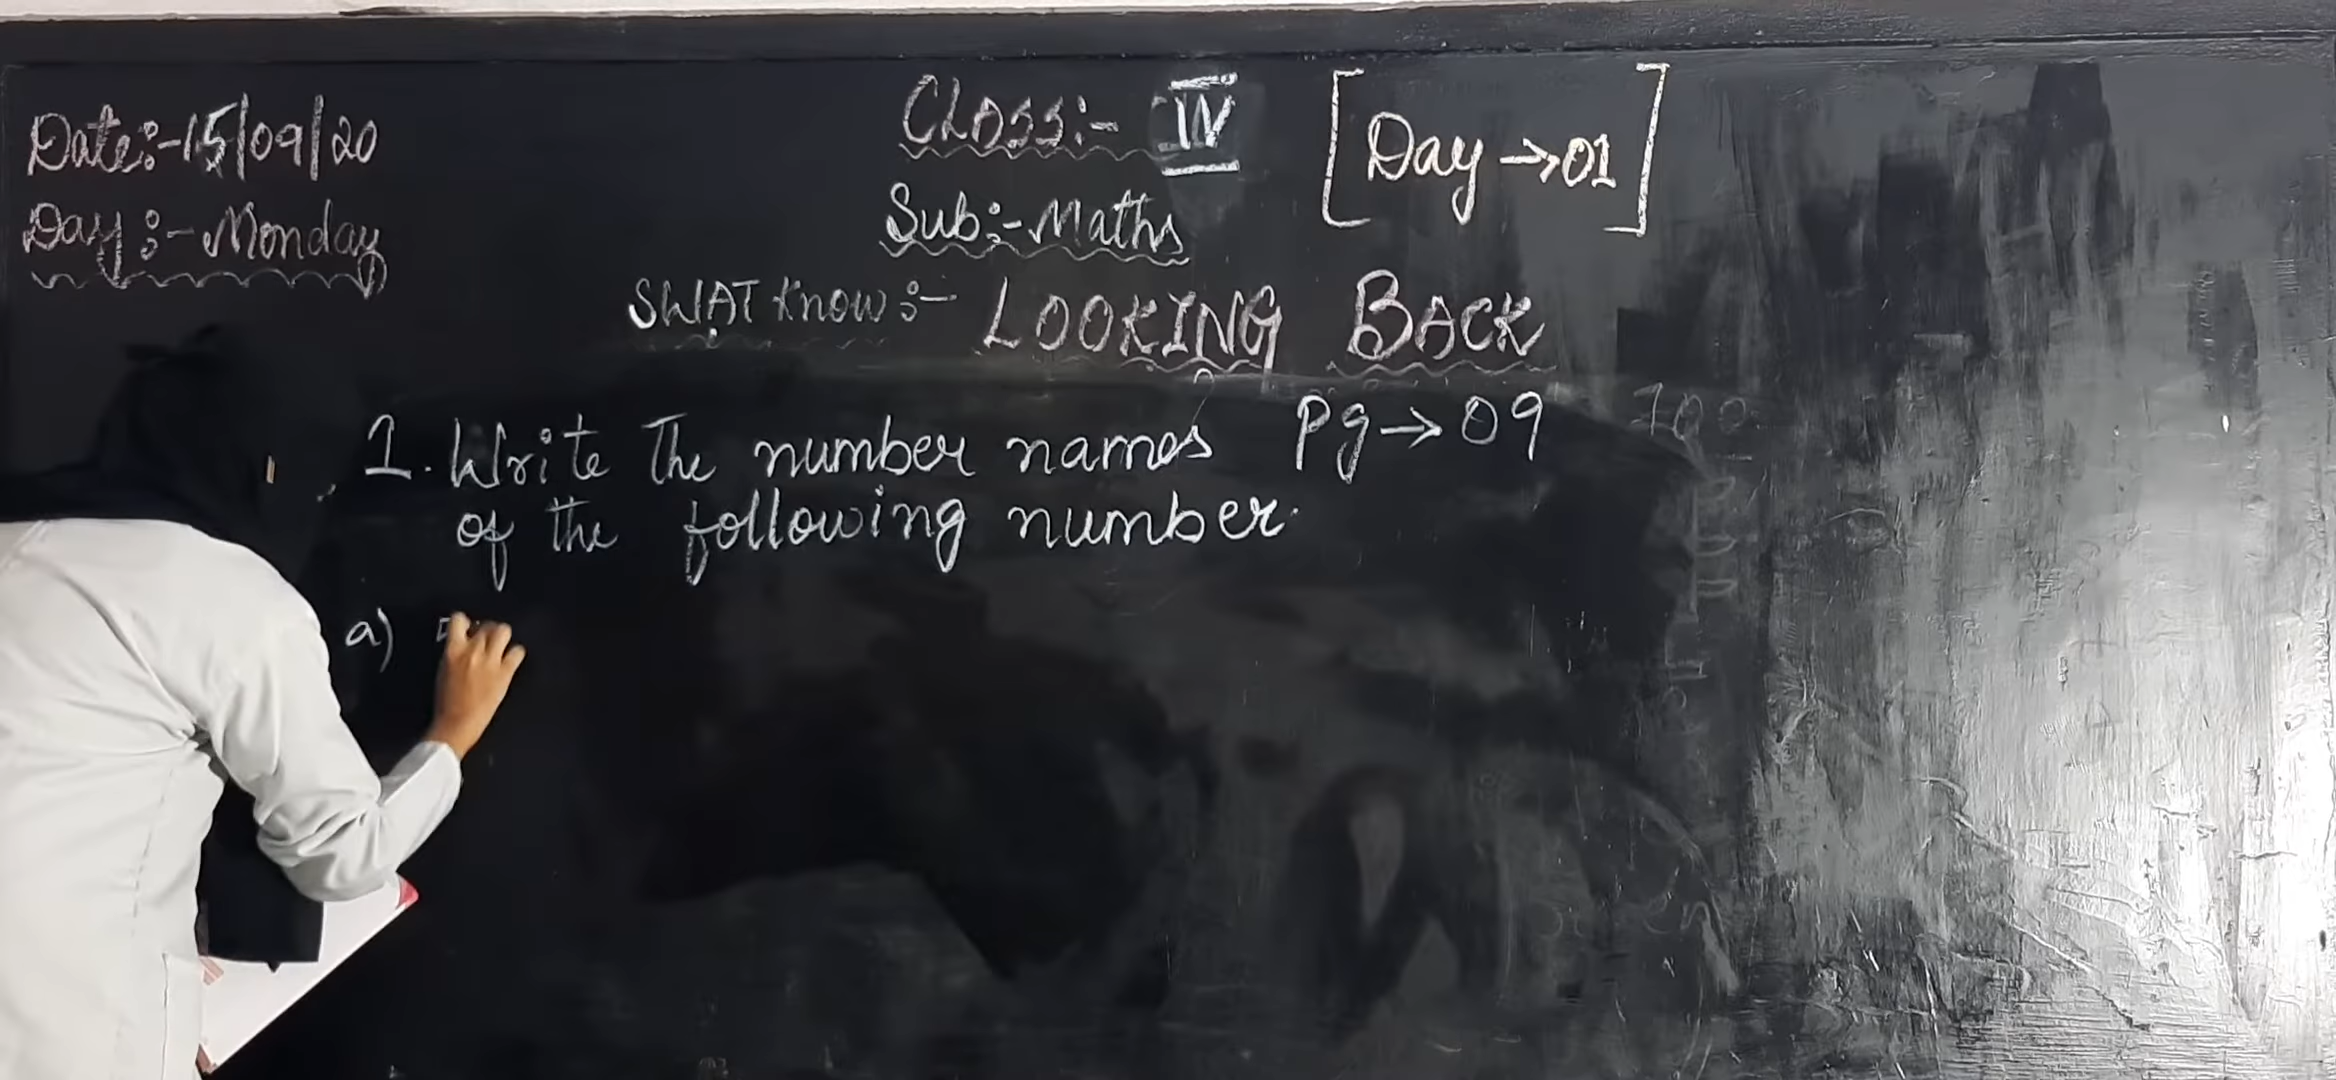 Date:-15/09/20
Day:-Monday
Class:- IV
Sub:-Maths
[Day→01]
SWAT Know:- LOOKING BACK
1. Write The number names Pg→09
of the following number.
a)